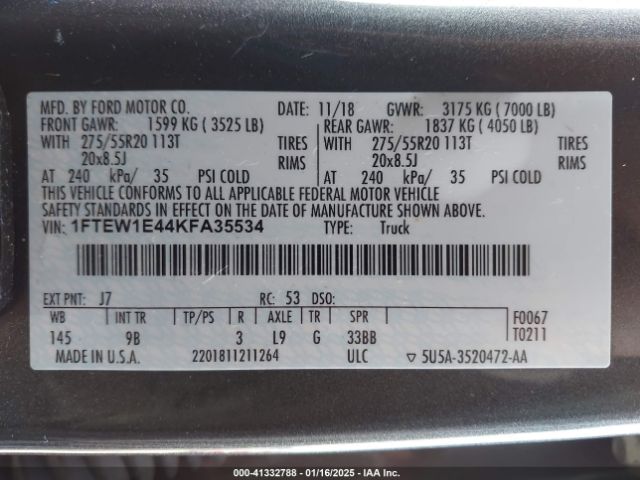 MFD. BY FORD MOTOR CO. DATE: 11/18 GVWR: 3175 KG ( 7000 LB)
FRONT GAWR: 1599 KG ( 3525 LB) REAR GAWR: 1837 KG ( 4050 LB)
WITH 275/55R20 113T TIRES WITH 275/55R20 113T TIRES
20x8.5J RIMS 20x8.5J RIMS
AT 240 kPa/ 35 PSI COLD AT 240 kPa/ 35 PSI COLD
THIS VEHICLE CONFORMS TO ALL APPLICABLE FEDERAL MOTOR VEHICLE
SAFETY STANDARDS IN EFFECT ON THE DATE OF MANUFACTURE SHOWN ABOVE.
VIN: 1FTEW1E44KFA35534 TYPE: Truck
EXT PNT: J7 RC: 53 DSO:
WB INT TR TP/PS R AXLE TR SPR F0067
145 9B 3 L9 G 33BB T0211
MADE IN U.S.A. 2201811211264 ULC ▽ 5U5A-3520472-AA
000-41332788 - 01/16/2025 - IAA Inc.